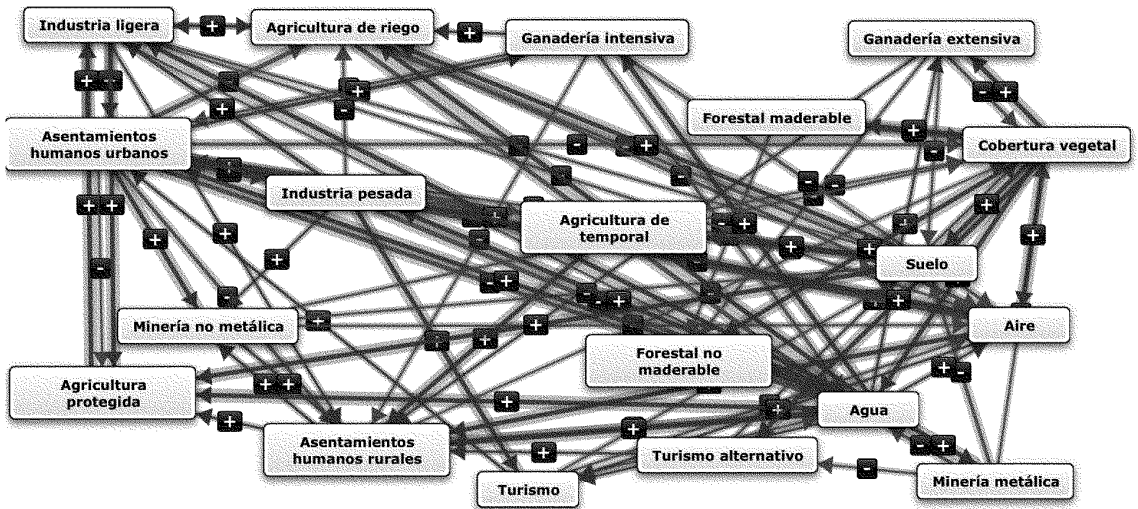 Industria ligera
Agricultura de riego
Ganadería intensiva
Ganadería extensiva
Forestal maderable
Asentamientos
humanos urbanos
Cobertura vegetal
Industria pesada
Agricultura de
temporal
Suelo
Minería no metálica
Aire
Forestal no
maderable
Agricultura
protegida
Agua
Asentamientos
humanos rurales
Turismo alternativo
Turismo
Minería metálica